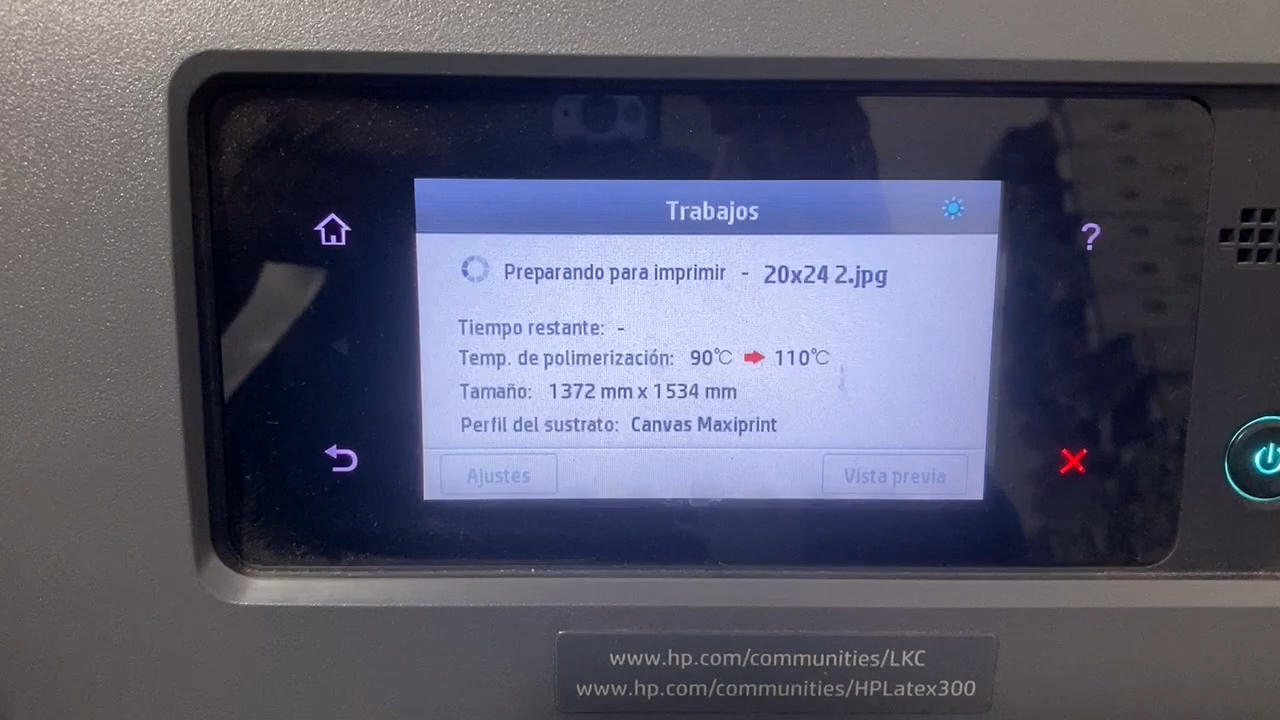 Trabajos
?
Preparando para imprimir - 20x24 2.jpg
Tiempo restante: -
Temp. de polimerización: 90℃ 110℃
Tamaño: 1372 mm x 1534 mm
Perfil del sustrato: Canvas Maxiprint
Ajustes Vista previa
www.hp.com/communities/LKC
www.hp.com/communities/HPLatex300